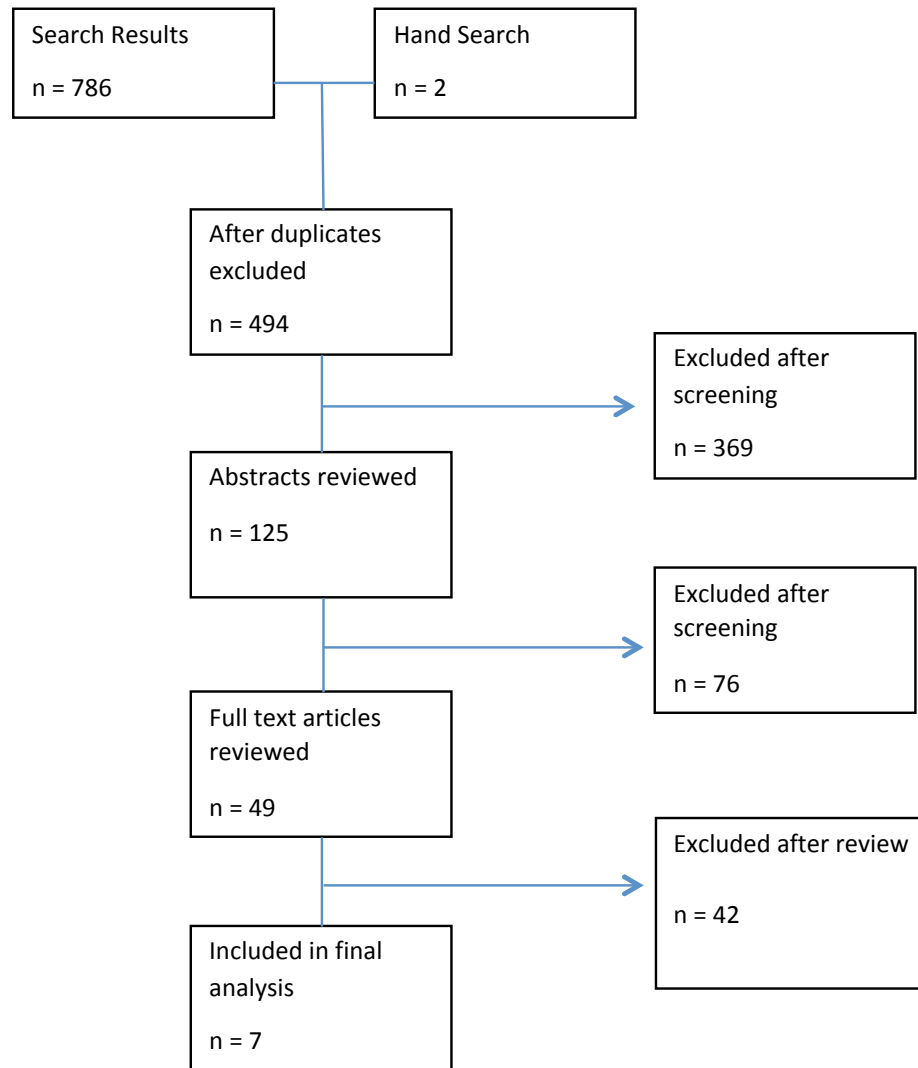 Search Results
n = 786
Hand Search
n = 2
After duplicates
excluded
n = 494
Excluded after
screening
n = 369
Abstracts reviewed
n = 125
Excluded after
screening
n = 76
Full text articles
reviewed
n = 49
Excluded after review
n = 42
Included in final
analysis
n = 7